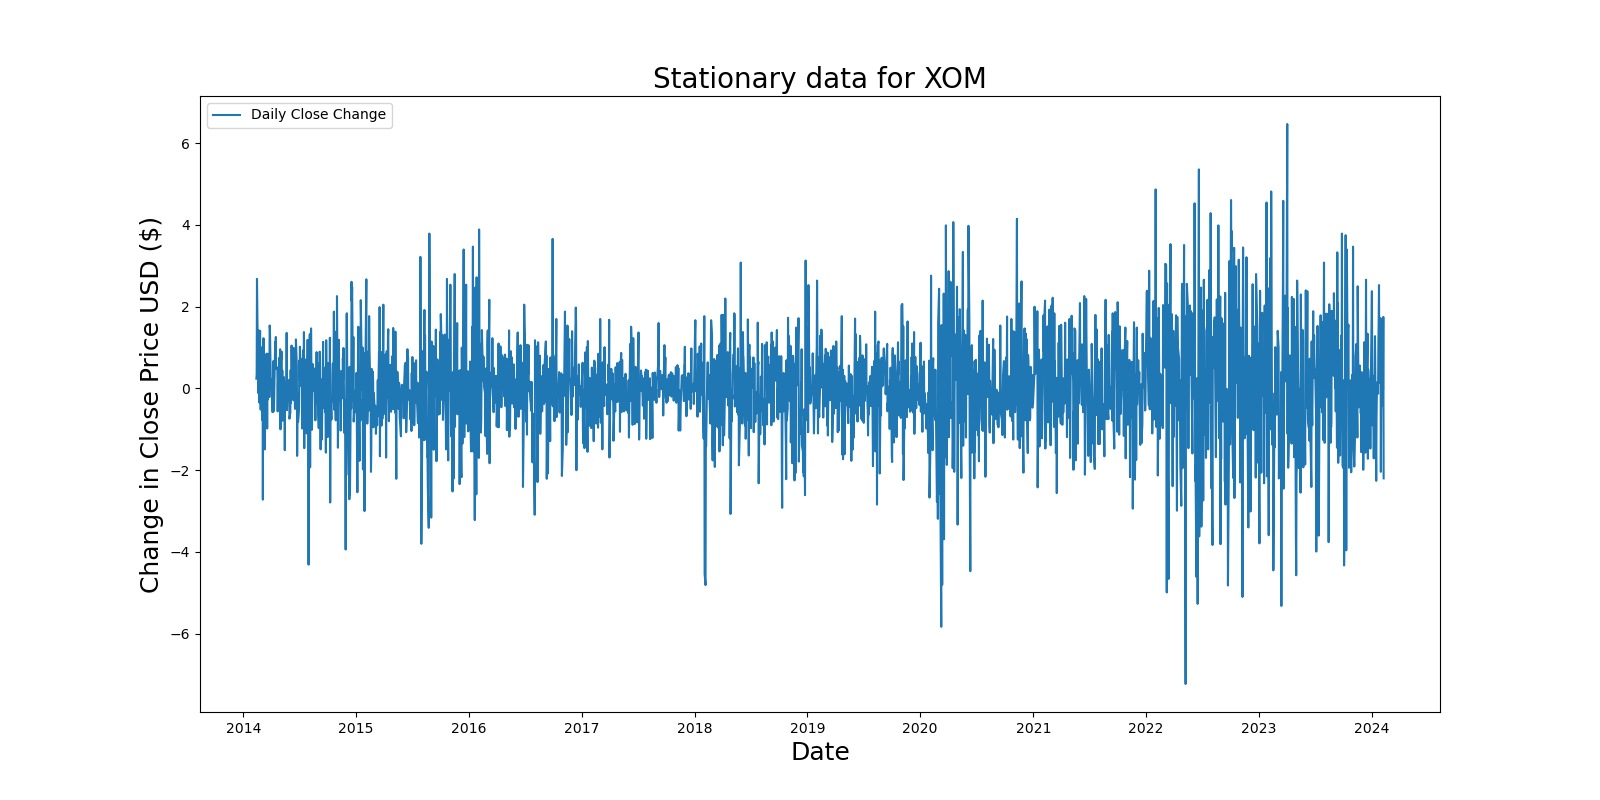 Stationary data for XOM
Daily Close Change
Change in Close Price USD ($)
6
4
2
0
−2
−4
−6
2014 2015 2016 2017 2018 2019 2020 2021 2022 2023 2024
Date